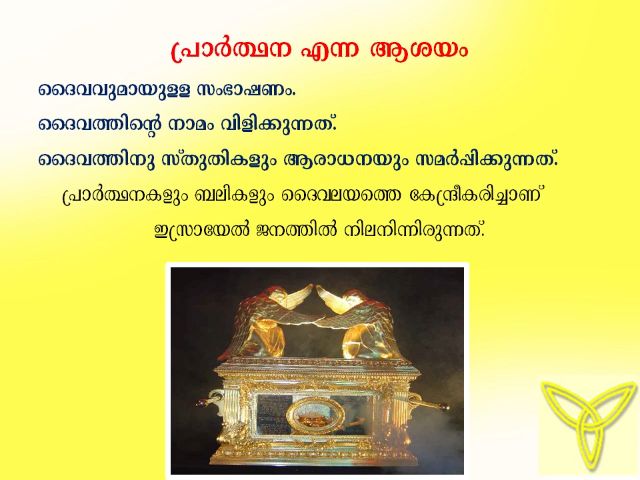 പ്രാർത്ഥന എന്ന ആശയം
ദൈവവുമായുളള സംഭാഷണം.
ദൈവത്തിന്റെ നാമം വിളിക്കുന്നത്.
ദൈവത്തിനു സ്തുതികളും ആരാധനയും സമർപ്പിക്കുന്നത്.
പ്രാർത്ഥനകളും ബലികളും ദൈവലയത്തെ കേന്ദ്രീകരിച്ചാണ്
ഇസ്രായേൽ ജനത്തിൽ നിലനിന്നിരുന്നത്.